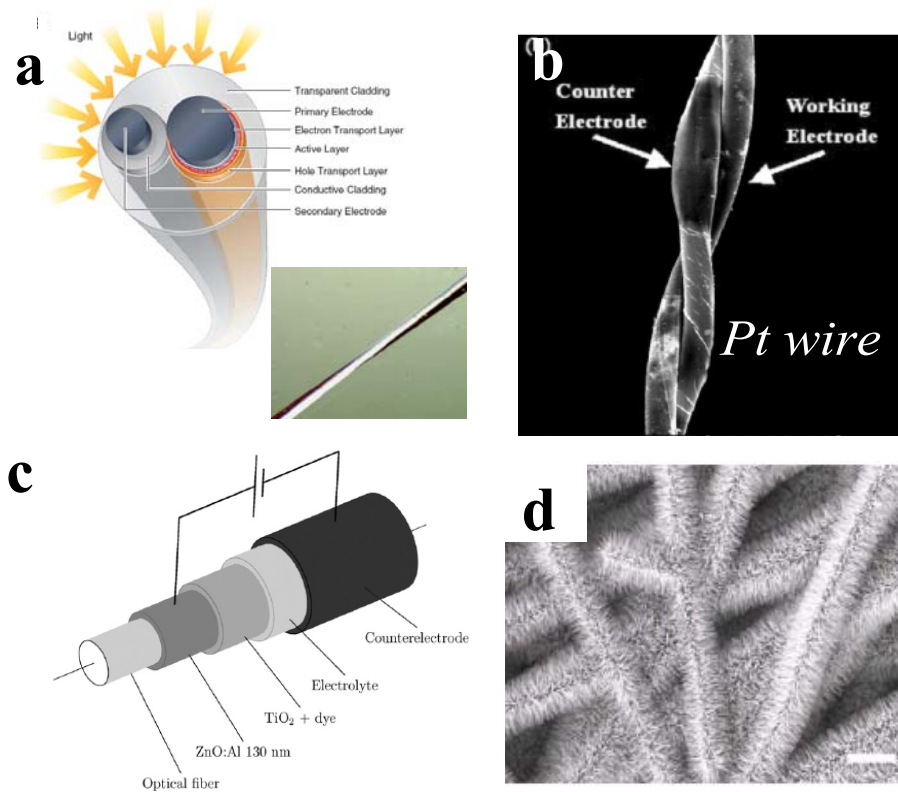 a
Light
Transparent Cladding
Primary Electrode
Electron Transport Layer
Active Layer
Hole Transport Layer
Conductive Cladding
Secondary Electrode
b
Counter
Electrode
Working
Electrode
Pt wire
c
Counterelectrode
Electrolyte
TiO₂ + dye
ZnO:Al 130 nm
Optical fiber
d